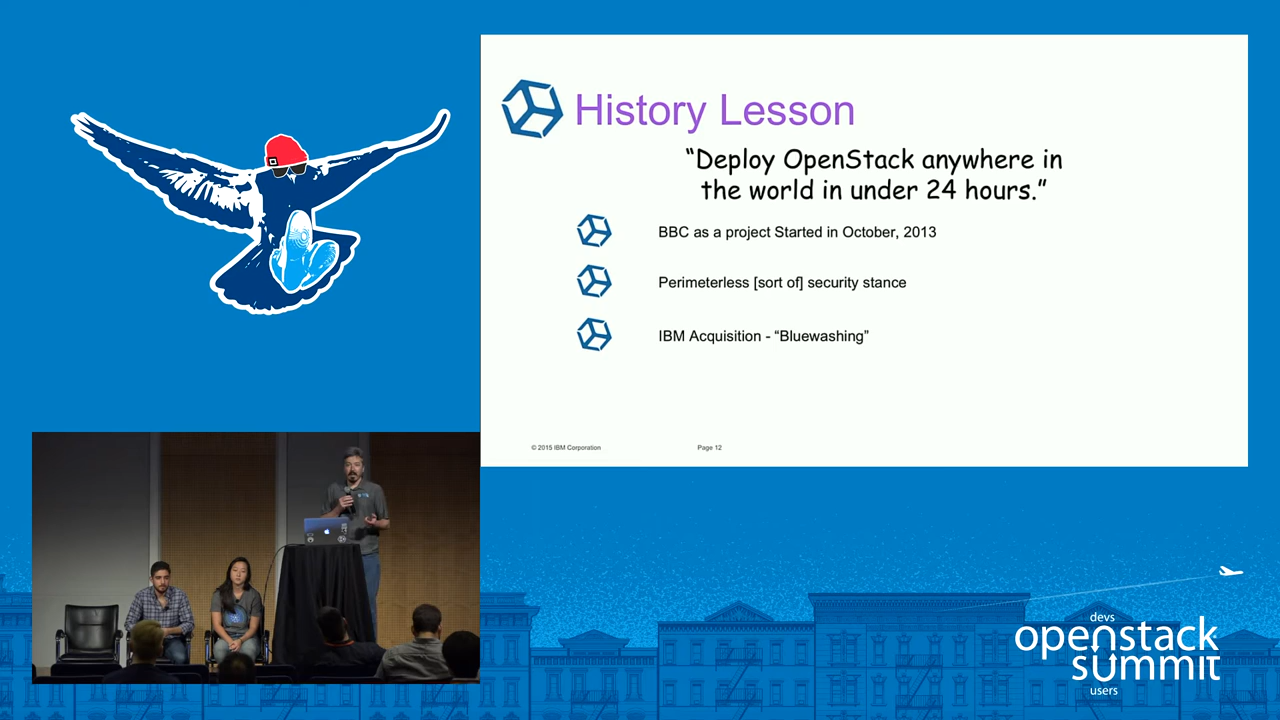 History Lesson
“Deploy OpenStack anywhere in
the world in under 24 hours.”
BBC as a project Started in October, 2013
Perimeterless [sort of] security stance
IBM Acquisition - “Bluewashing”
© 2015 IBM Corporation
Page 12
devs
openstack
summit
users